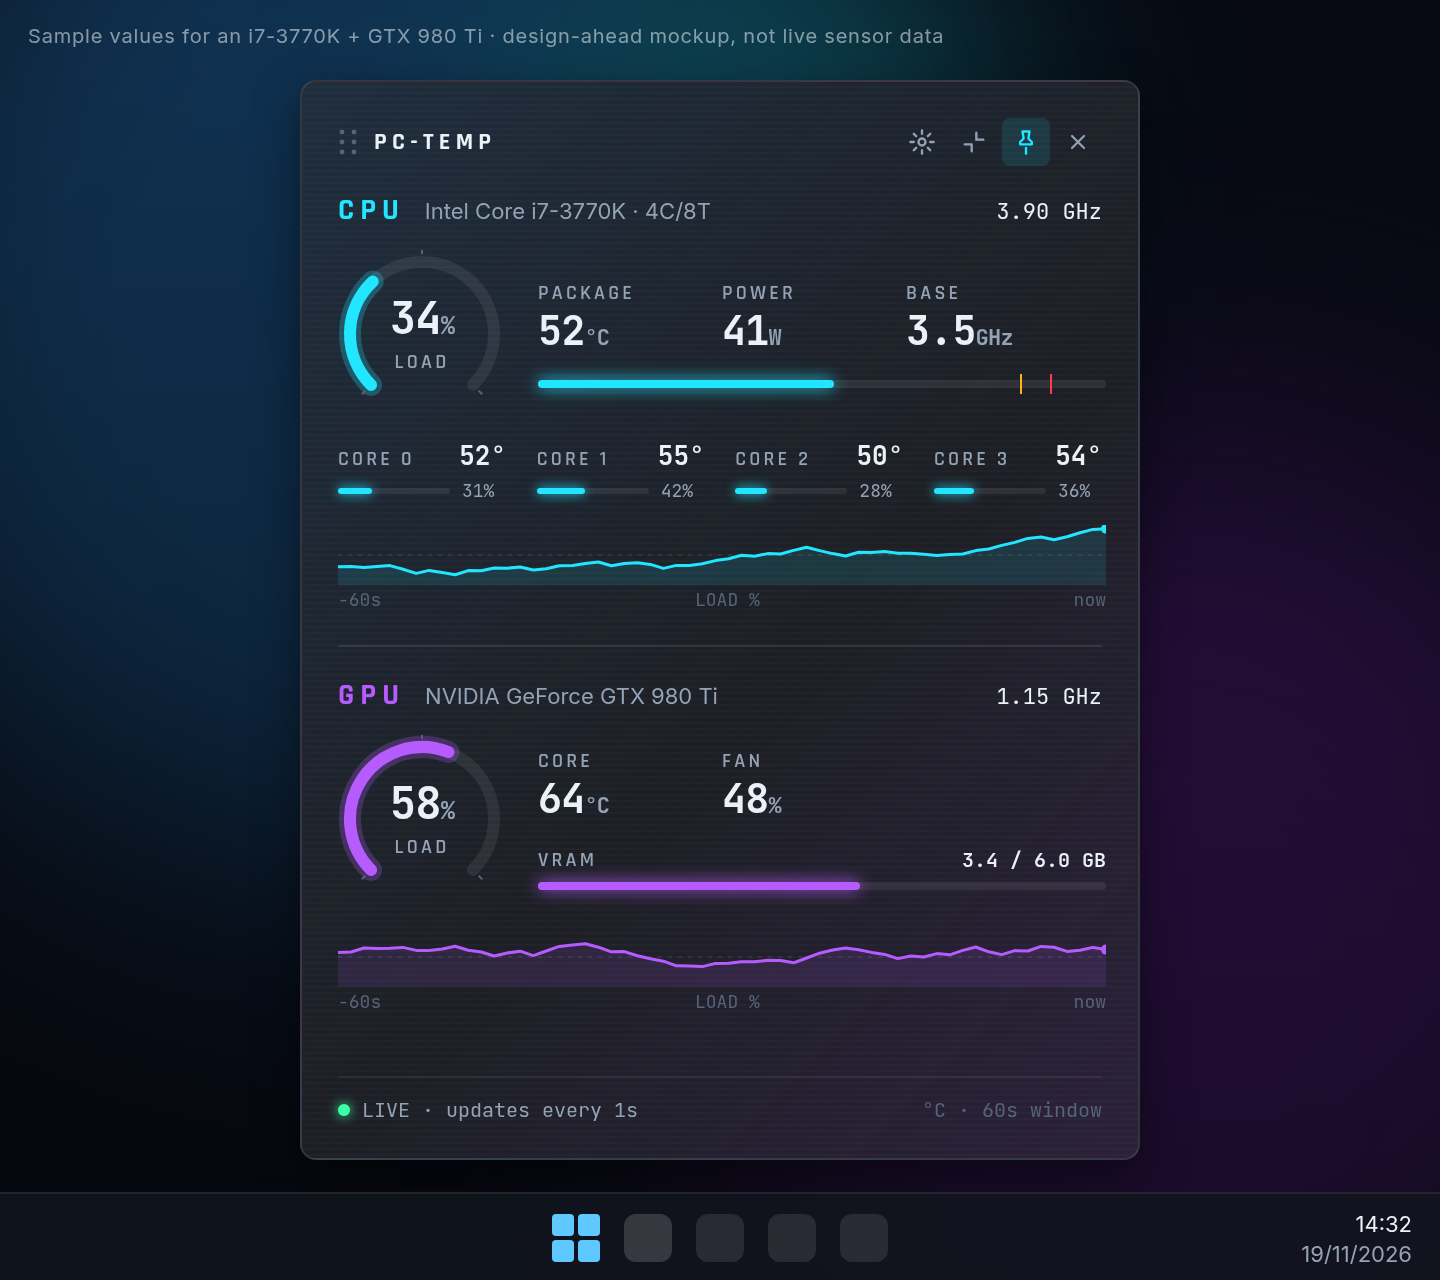 Sample values for an i7-3770K + GTX 980 Ti · design-ahead mockup, not live sensor data
PC-TEMP
CPU Intel Core i7-3770K · 4C/8T 3.90 GHz
34%
LOAD
PACKAGE POWER BASE
52°C 41W 3.5GHz
CORE 0 52° CORE 1 55° CORE 2 50° CORE 3 54°
31% 42% 28% 36%
-60s LOAD % now
GPU NVIDIA GeForce GTX 980 Ti 1.15 GHz
58%
LOAD
CORE FAN
64°C 48%
VRAM 3.4 / 6.0 GB
-60s LOAD % now
LIVE · updates every 1s °C · 60s window
14:32
19/11/2026